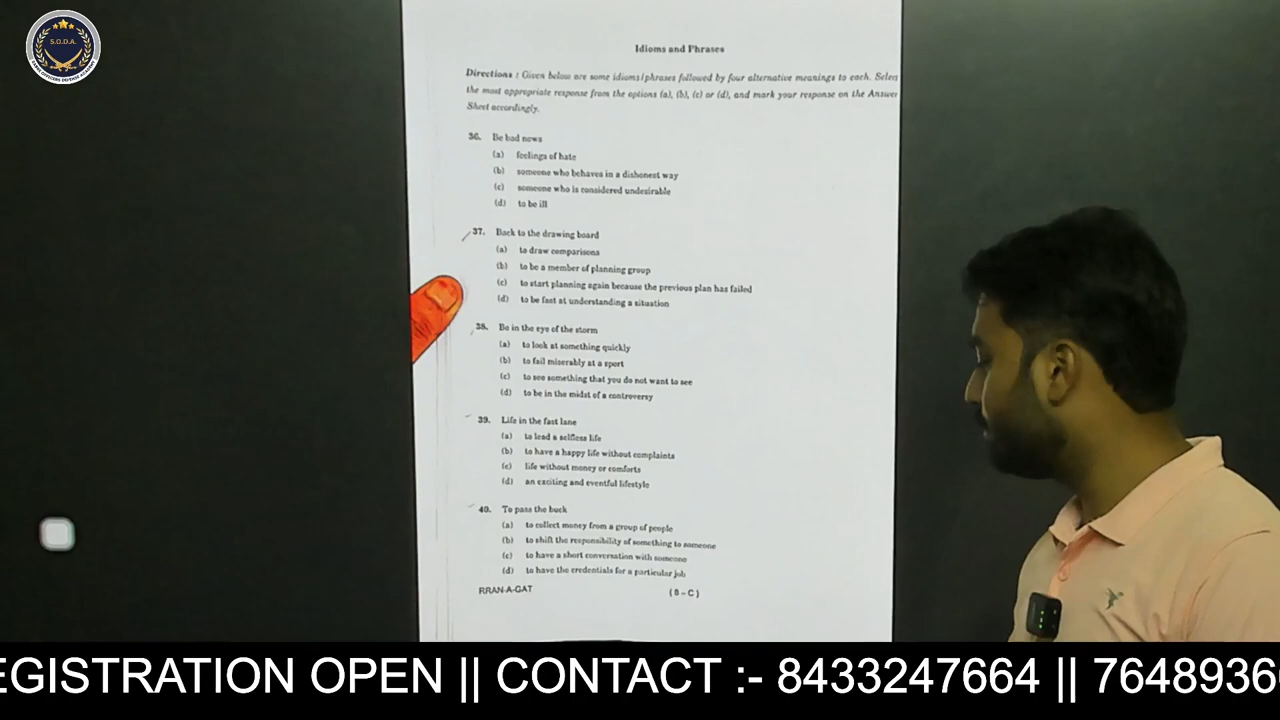 S.O.D.A.
Idioms and Phrases
Directions : Given below are some idioms/phrases followed by four alternative meanings to each. Select
the most appropriate response from the options (a), (b), (c) or (d), and mark your response on the Answer
Sheet accordingly.
36. Be bad news
(a) feelings of hate
(b) someone who behaves in a dishonest way
(c) someone who is considered undesirable
(d) to be ill
37. Back to the drawing board
(a) to draw comparisons
(b) to be a member of planning group
(c) to start planning again because the previous plan has failed
(d) to be fast at understanding a situation
38. Be in the eye of the storm
(a) to look at something quickly
(b) to fail miserably at a sport
(c) to see something that you do not want to see
(d) to be in the midst of a controversy
39. Life in the fast lane
(a) to lead a selfless life
(b) to have a happy life without complaints
(c) life without money or comforts
(d) an exciting and eventful lifestyle
40. To pass the buck
(a) to collect money from a group of people
(b) to shift the responsibility of something to someone
(c) to have a short conversation with someone
(d) to have the credentials for a particular job
RRAN-A-GAT (8 – C)
EGISTRATION OPEN || CONTACT :- 8433247664 || 7648936